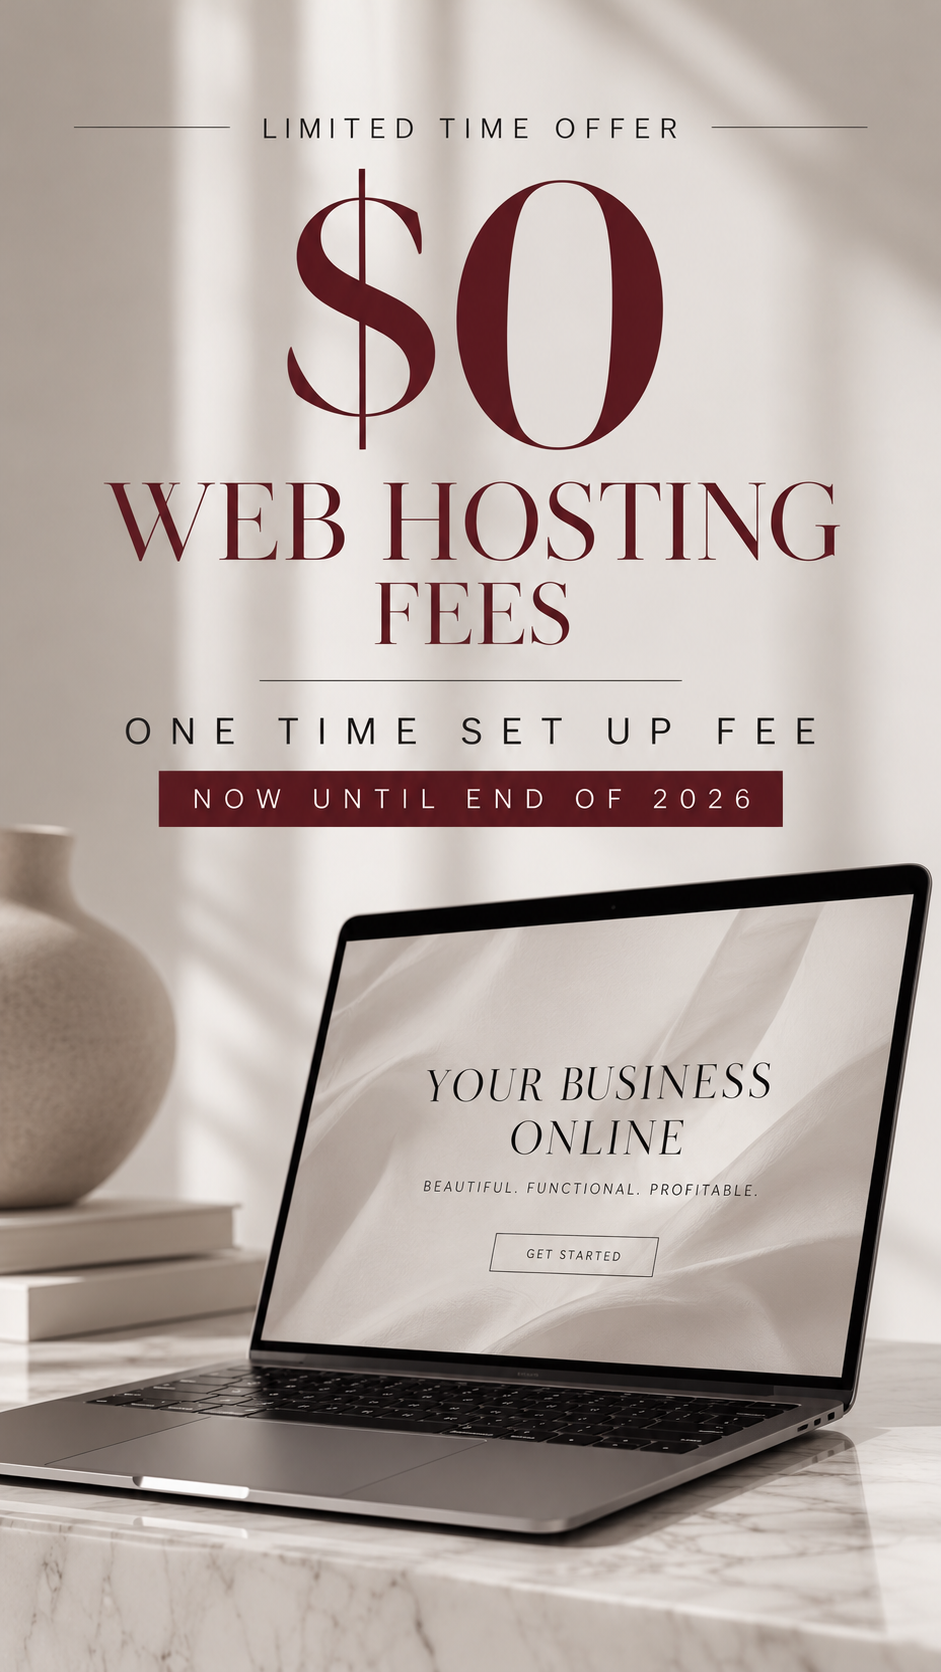 LIMITED TIME OFFER
$0
WEB HOSTING
FEES
ONE TIME SET UP FEE
NOW UNTIL END OF 2026
YOUR BUSINESS
ONLINE
BEAUTIFUL. FUNCTIONAL. PROFITABLE.
GET STARTED